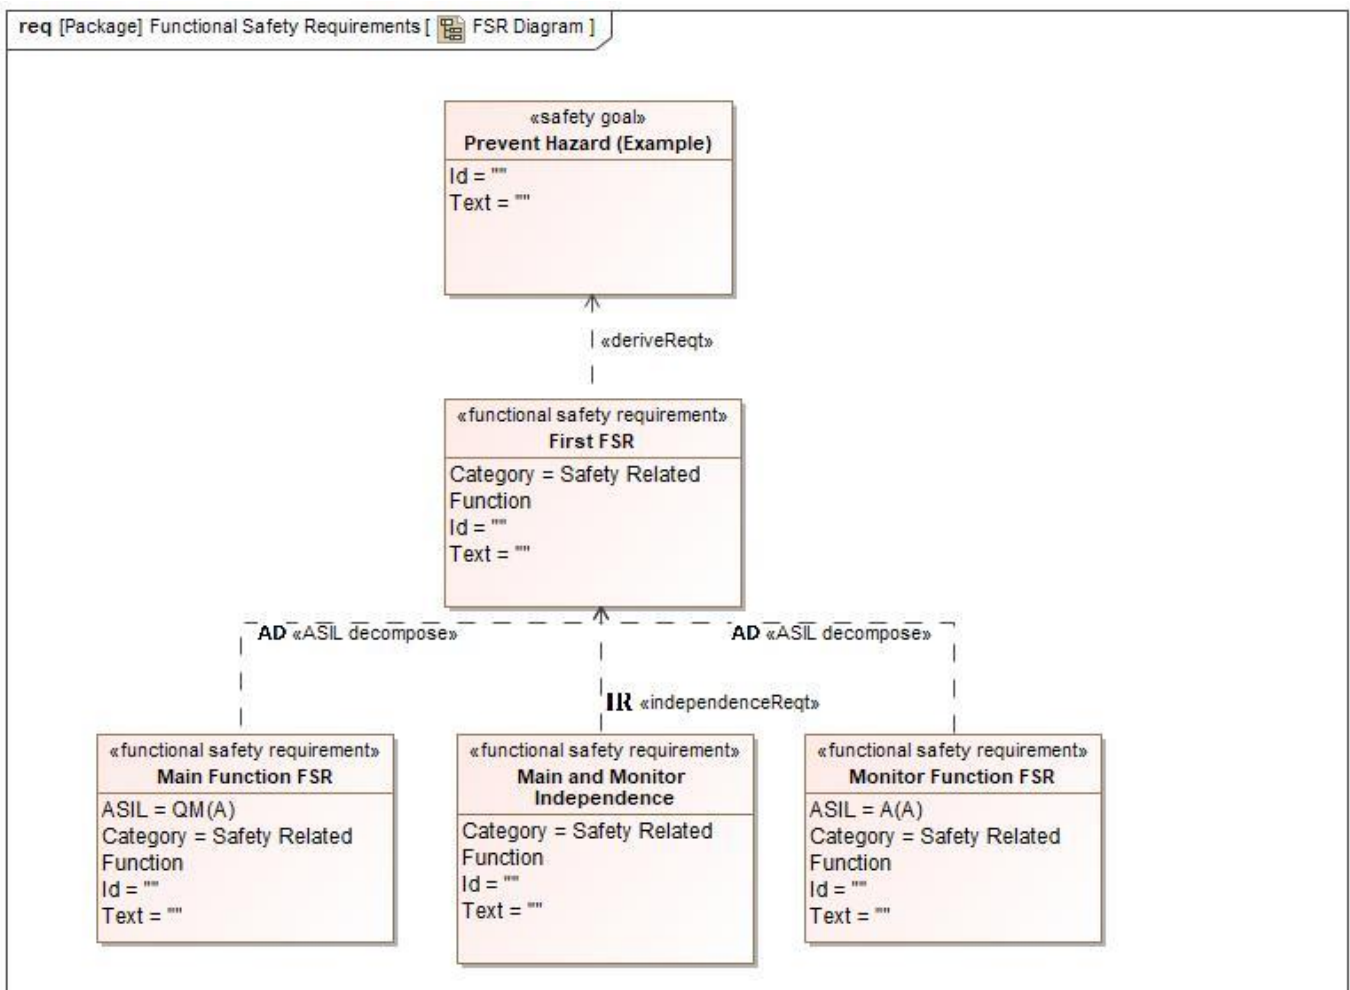 req [Package] Functional Safety Requirements [ FSR Diagram ]
«safety goal»
Prevent Hazard (Example)
Id = ""
Text = ""
«deriveReqt»
«functional safety requirement»
First FSR
Category = Safety Related
Function
Id = ""
Text = ""
AD «ASIL decompose»
AD «ASIL decompose»
IR «independenceReqt»
«functional safety requirement»
Main Function FSR
ASIL = QM(A)
Category = Safety Related
Function
Id = ""
Text = ""
«functional safety requirement»
Main and Monitor
Independence
Category = Safety Related
Function
Id = ""
Text = ""
«functional safety requirement»
Monitor Function FSR
ASIL = A(A)
Category = Safety Related
Function
Id = ""
Text = ""